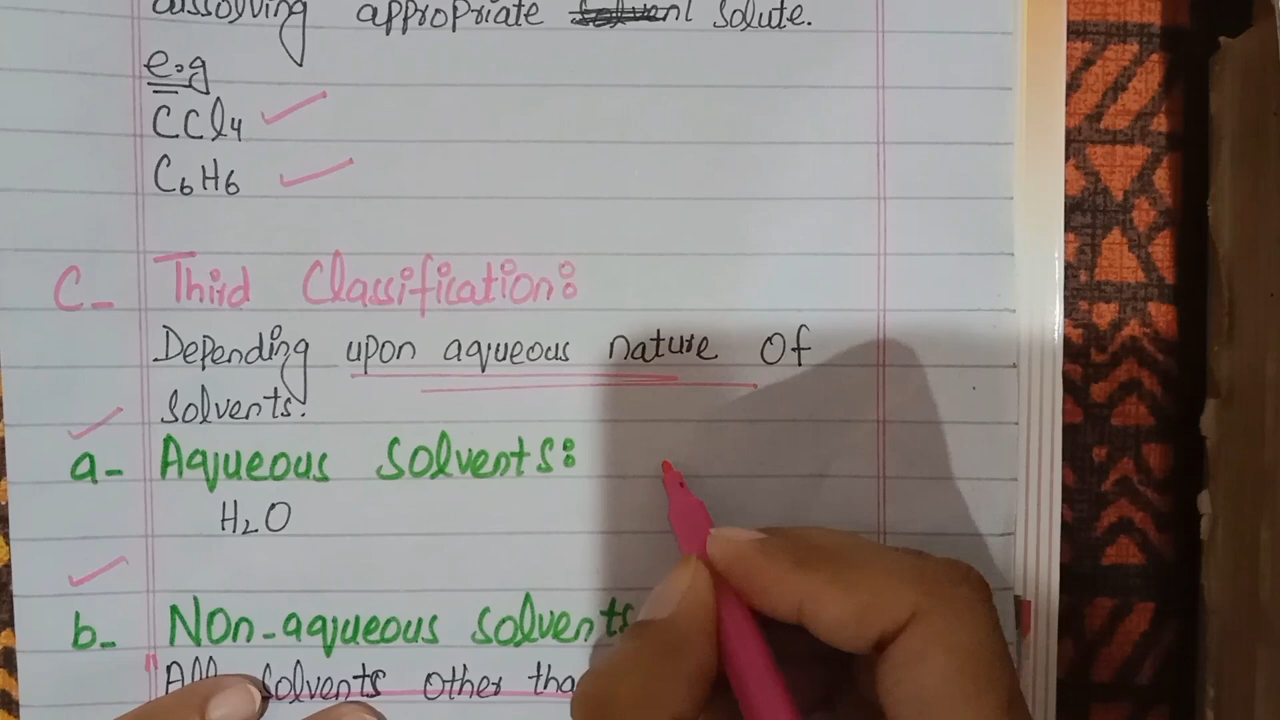 dissolving appropriate solute.
e.g
CCl4
C6H6
C- Third Classification:
Depending upon aqueous nature Of
solvents.
a- Aqueous Solvents:
H2O
b- Non-aqueous solvents
All solvents other